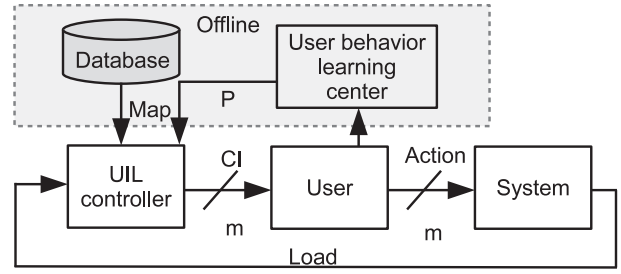 Offline
Database
User behavior
learning
center
Map
P
UIL
controller
CI
m
User
Action
m
System
Load